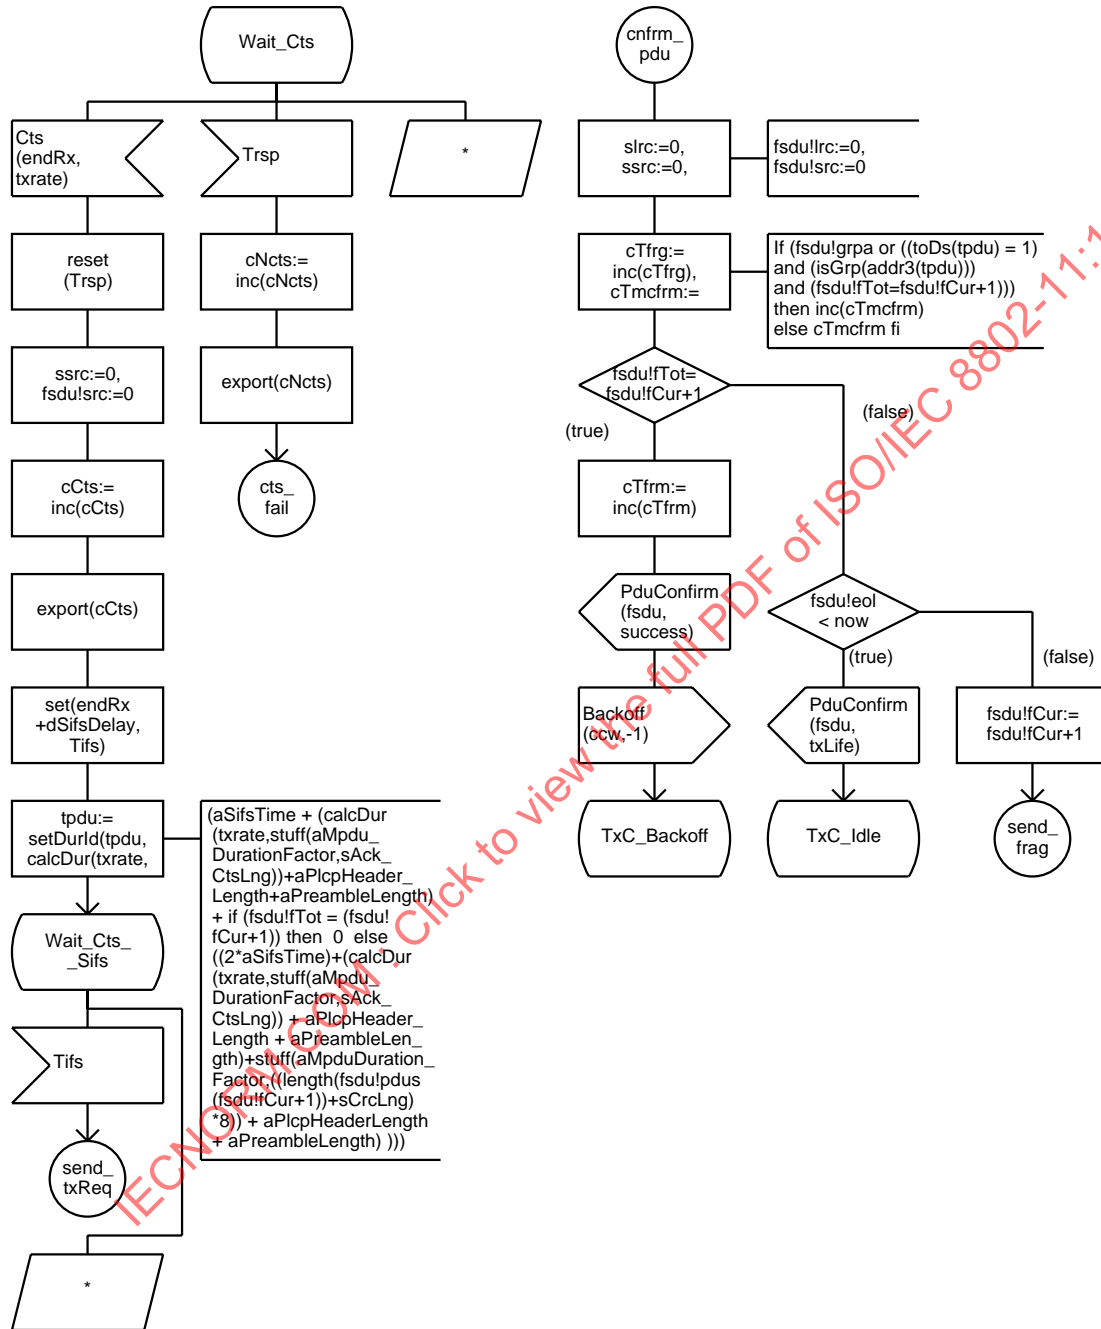 Wait_Cts
Cts
(endRx,
txrate)
Trsp
*
reset
(Trsp)
cNcts:=
inc(cNcts)
ssrc:=0,
fsdu!src:=0
export(cNcts)
cCts:=
inc(cCts)
cts_
fail
export(cCts)
set(endRx
+dSifsDelay,
Tifs)
tpdu:=
setDurId(tpdu,
calcDur(txrate,
(aSifsTime + (calcDur
(txrate,stuff(aMpdu_
DurationFactor,sAck_
CtsLng))+aPlcpHeader_
Length+aPreambleLength)
+ if (fsdu!fTot = (fsdu!
fCur+1)) then 0 else
((2*aSifsTime)+(calcDur
(txrate,stuff(aMpdu_
DurationFactor,sAck_
CtsLng)) + aPlcpHeader_
Length + aPreambleLen_
gth)+stuff(aMpduDuration_
Factor,((length(fsdu!pdus
(fsdu!fCur+1))+sCrcLng)
*8)) + aPlcpHeaderLength
+ aPreambleLength) )))
Wait_Cts_
_Sifs
Tifs
send_
txReq
*
cnfrm_
pdu
slrc:=0,
ssrc:=0,
fsdu!lrc:=0,
fsdu!src:=0
cTfrg:=
inc(cTfrg),
cTmcfrm:=
If (fsdu!grpa or ((toDs(tpdu) = 1)
and (isGrp(addr3(tpdu)))
and (fsdu!fTot=fsdu!fCur+1)))
then inc(cTmcfrm)
else cTmcfrm fi
fsdu!fTot=
fsdu!fCur+1
(true)
(false)
cTfrm:=
inc(cTfrm)
PduConfirm
(fsdu,
success)
fsdu!eol
< now
(true)
(false)
Backoff
(ccw,-1)
PduConfirm
(fsdu,
txLife)
fsdu!fCur:=
fsdu!fCur+1
TxC_Backoff
TxC_Idle
send_
frag
IECNORM.COM : Click to view the full PDF of ISO/IEC 8802-11:1